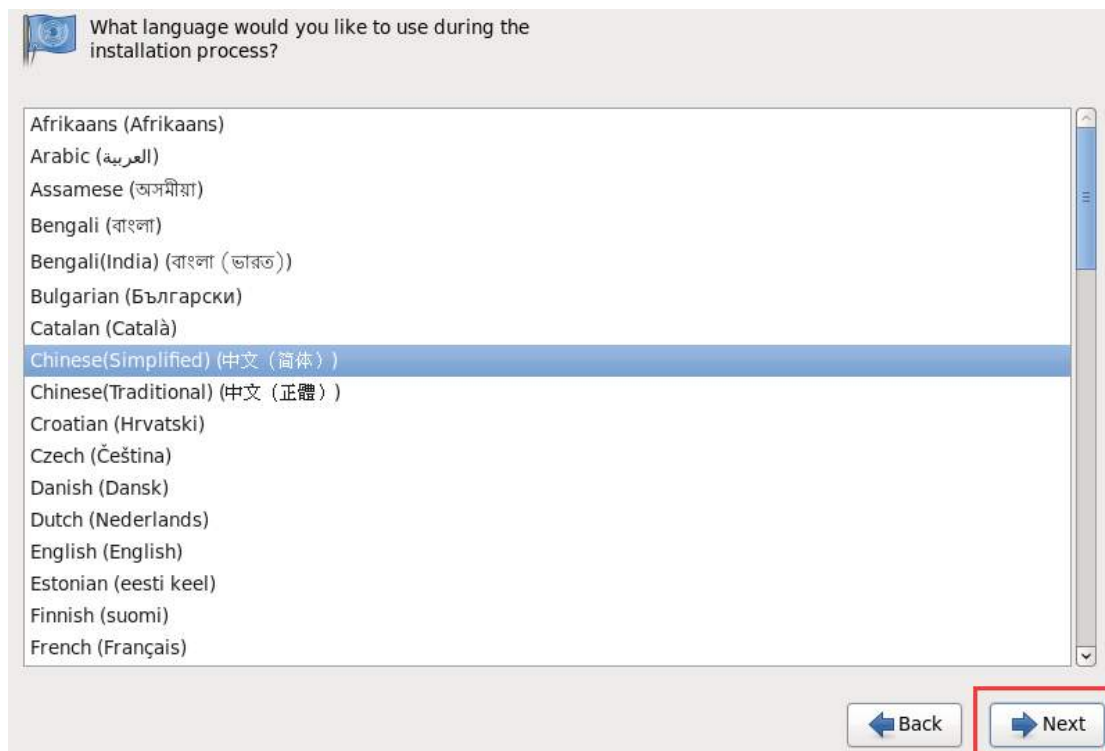 What language would you like to use during the
installation process?
Afrikaans (Afrikaans)
Arabic (العربية)
Assamese (অসমীয়া)
Bengali (বাংলা)
Bengali(India) (বাংলা (ভারত))
Bulgarian (Български)
Catalan (Català)
Chinese(Simplified) (中文（简体）)
Chinese(Traditional) (中文（正體）)
Croatian (Hrvatski)
Czech (Čeština)
Danish (Dansk)
Dutch (Nederlands)
English (English)
Estonian (eesti keel)
Finnish (suomi)
French (Français)
Back Next